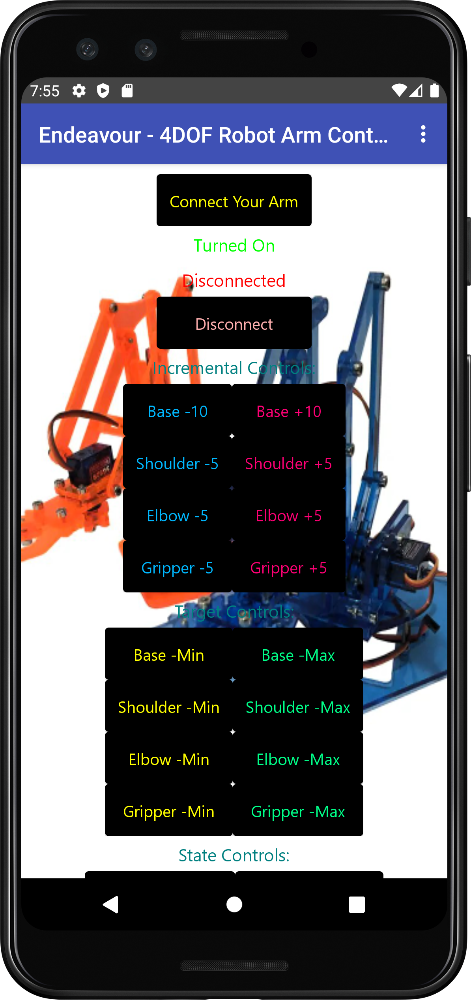 7:55
Endeavour - 4DOF Robot Arm Cont...
Connect Your Arm
Turned On
Disconnected
Disconnect
Incremental Controls:
Base -10 Base +10
Shoulder -5 Shoulder +5
Elbow -5 Elbow +5
Gripper -5 Gripper +5
Target Controls:
Base -Min Base -Max
Shoulder -Min Shoulder -Max
Elbow -Min Elbow -Max
Gripper -Min Gripper -Max
State Controls: